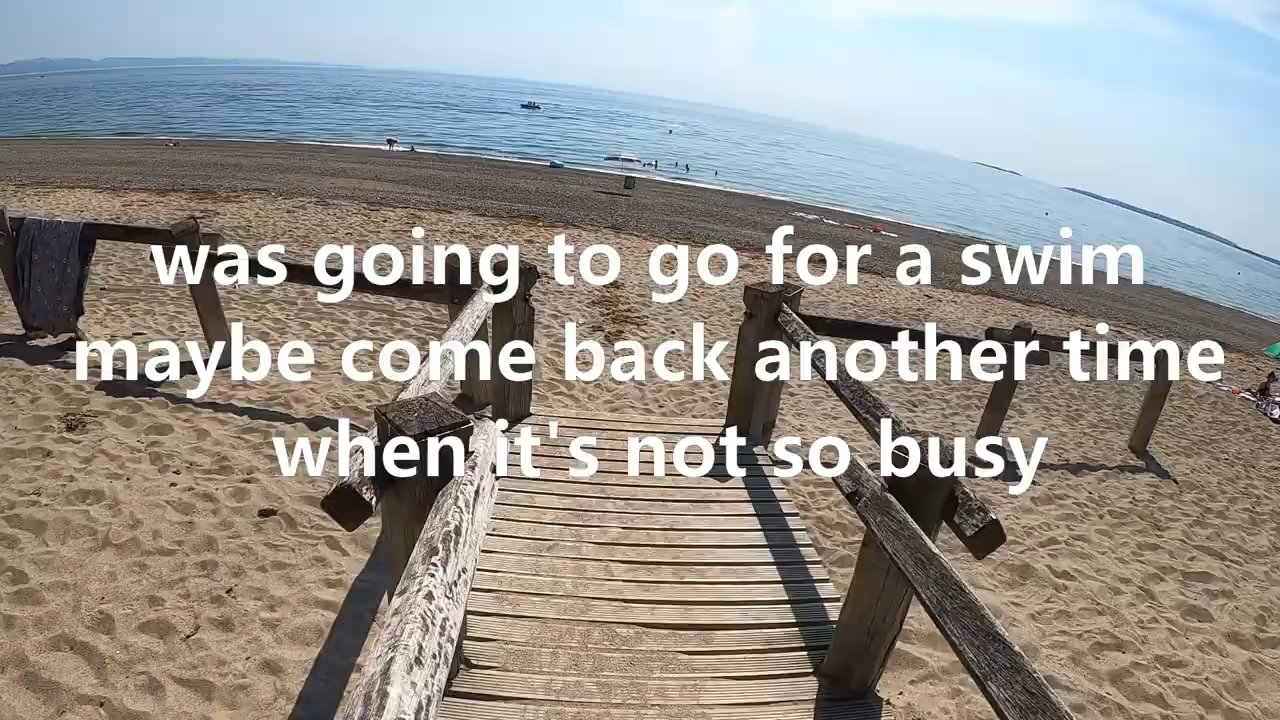 was going to go for a swim
maybe come back another time
when it's not so busy